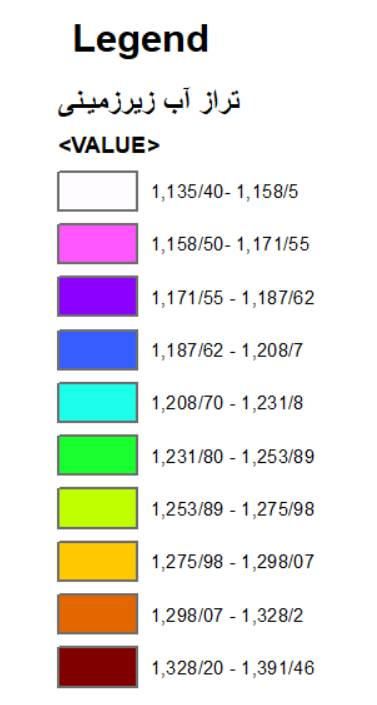 Legend
تراز آب زیرزمینی
<VALUE>
1,135/40- 1,158/5
1,158/50- 1,171/55
1,171/55 - 1,187/62
1,187/62 - 1,208/7
1,208/70 - 1,231/8
1,231/80 - 1,253/89
1,253/89 - 1,275/98
1,275/98 - 1,298/07
1,298/07 - 1,328/2
1,328/20 - 1,391/46